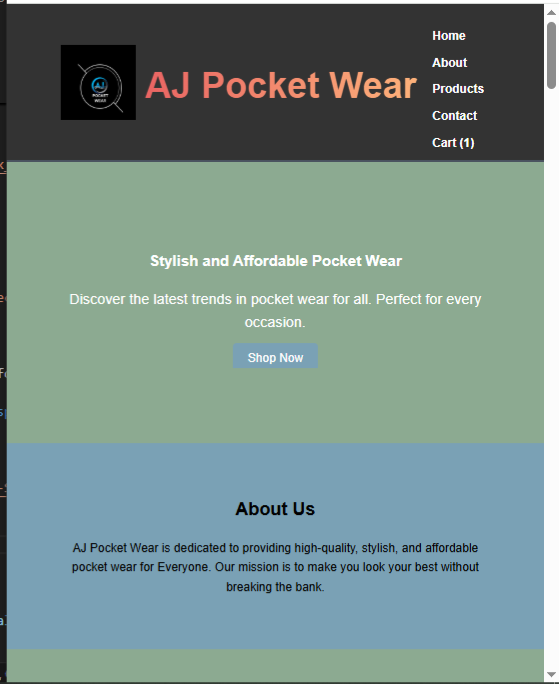 AJ
POCKET
WEAR
AJ Pocket Wear
Home
About
Products
Contact
Cart (1)
Stylish and Affordable Pocket Wear
Discover the latest trends in pocket wear for all. Perfect for every
occasion.
Shop Now
About Us
AJ Pocket Wear is dedicated to providing high-quality, stylish, and affordable
pocket wear for Everyone. Our mission is to make you look your best without
breaking the bank.